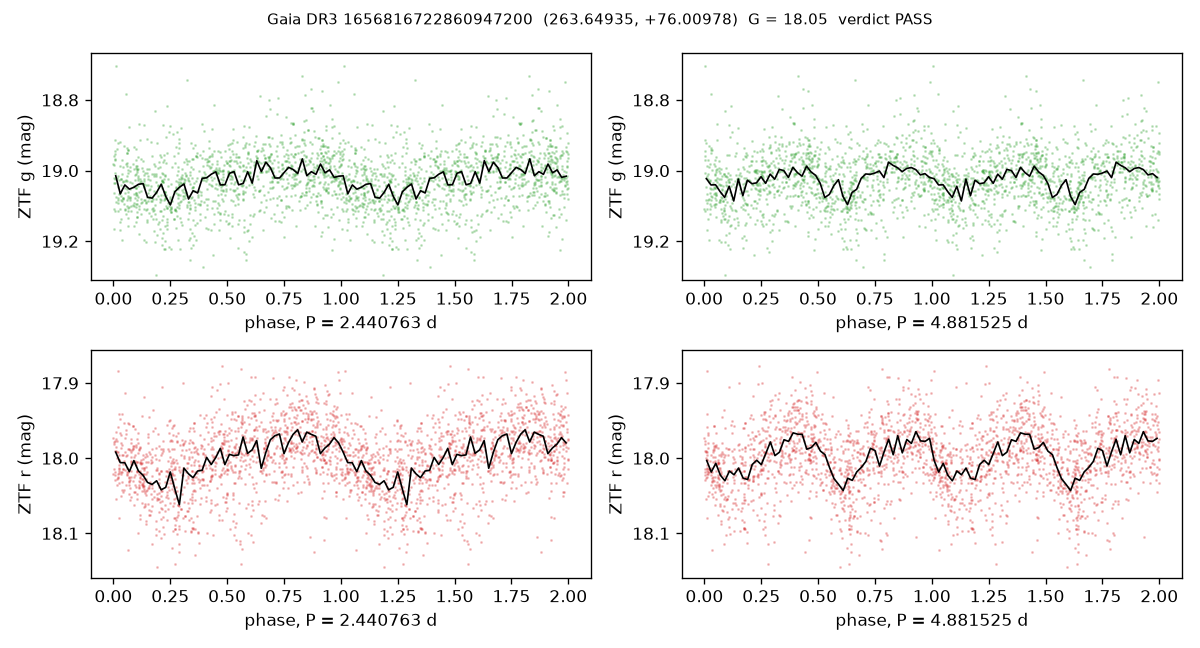 Gaia DR3 1656816722860947200  (263.64935, +76.00978)  G = 18.05  verdict PASS
ZTF g (mag)
18.8
19.0
19.2
0.00 0.25 0.50 0.75 1.00 1.25 1.50 1.75 2.00
phase, P = 2.440763 d
ZTF g (mag)
18.8
19.0
19.2
0.00 0.25 0.50 0.75 1.00 1.25 1.50 1.75 2.00
phase, P = 4.881525 d
ZTF r (mag)
17.9
18.0
18.1
0.00 0.25 0.50 0.75 1.00 1.25 1.50 1.75 2.00
phase, P = 2.440763 d
ZTF r (mag)
17.9
18.0
18.1
0.00 0.25 0.50 0.75 1.00 1.25 1.50 1.75 2.00
phase, P = 4.881525 d